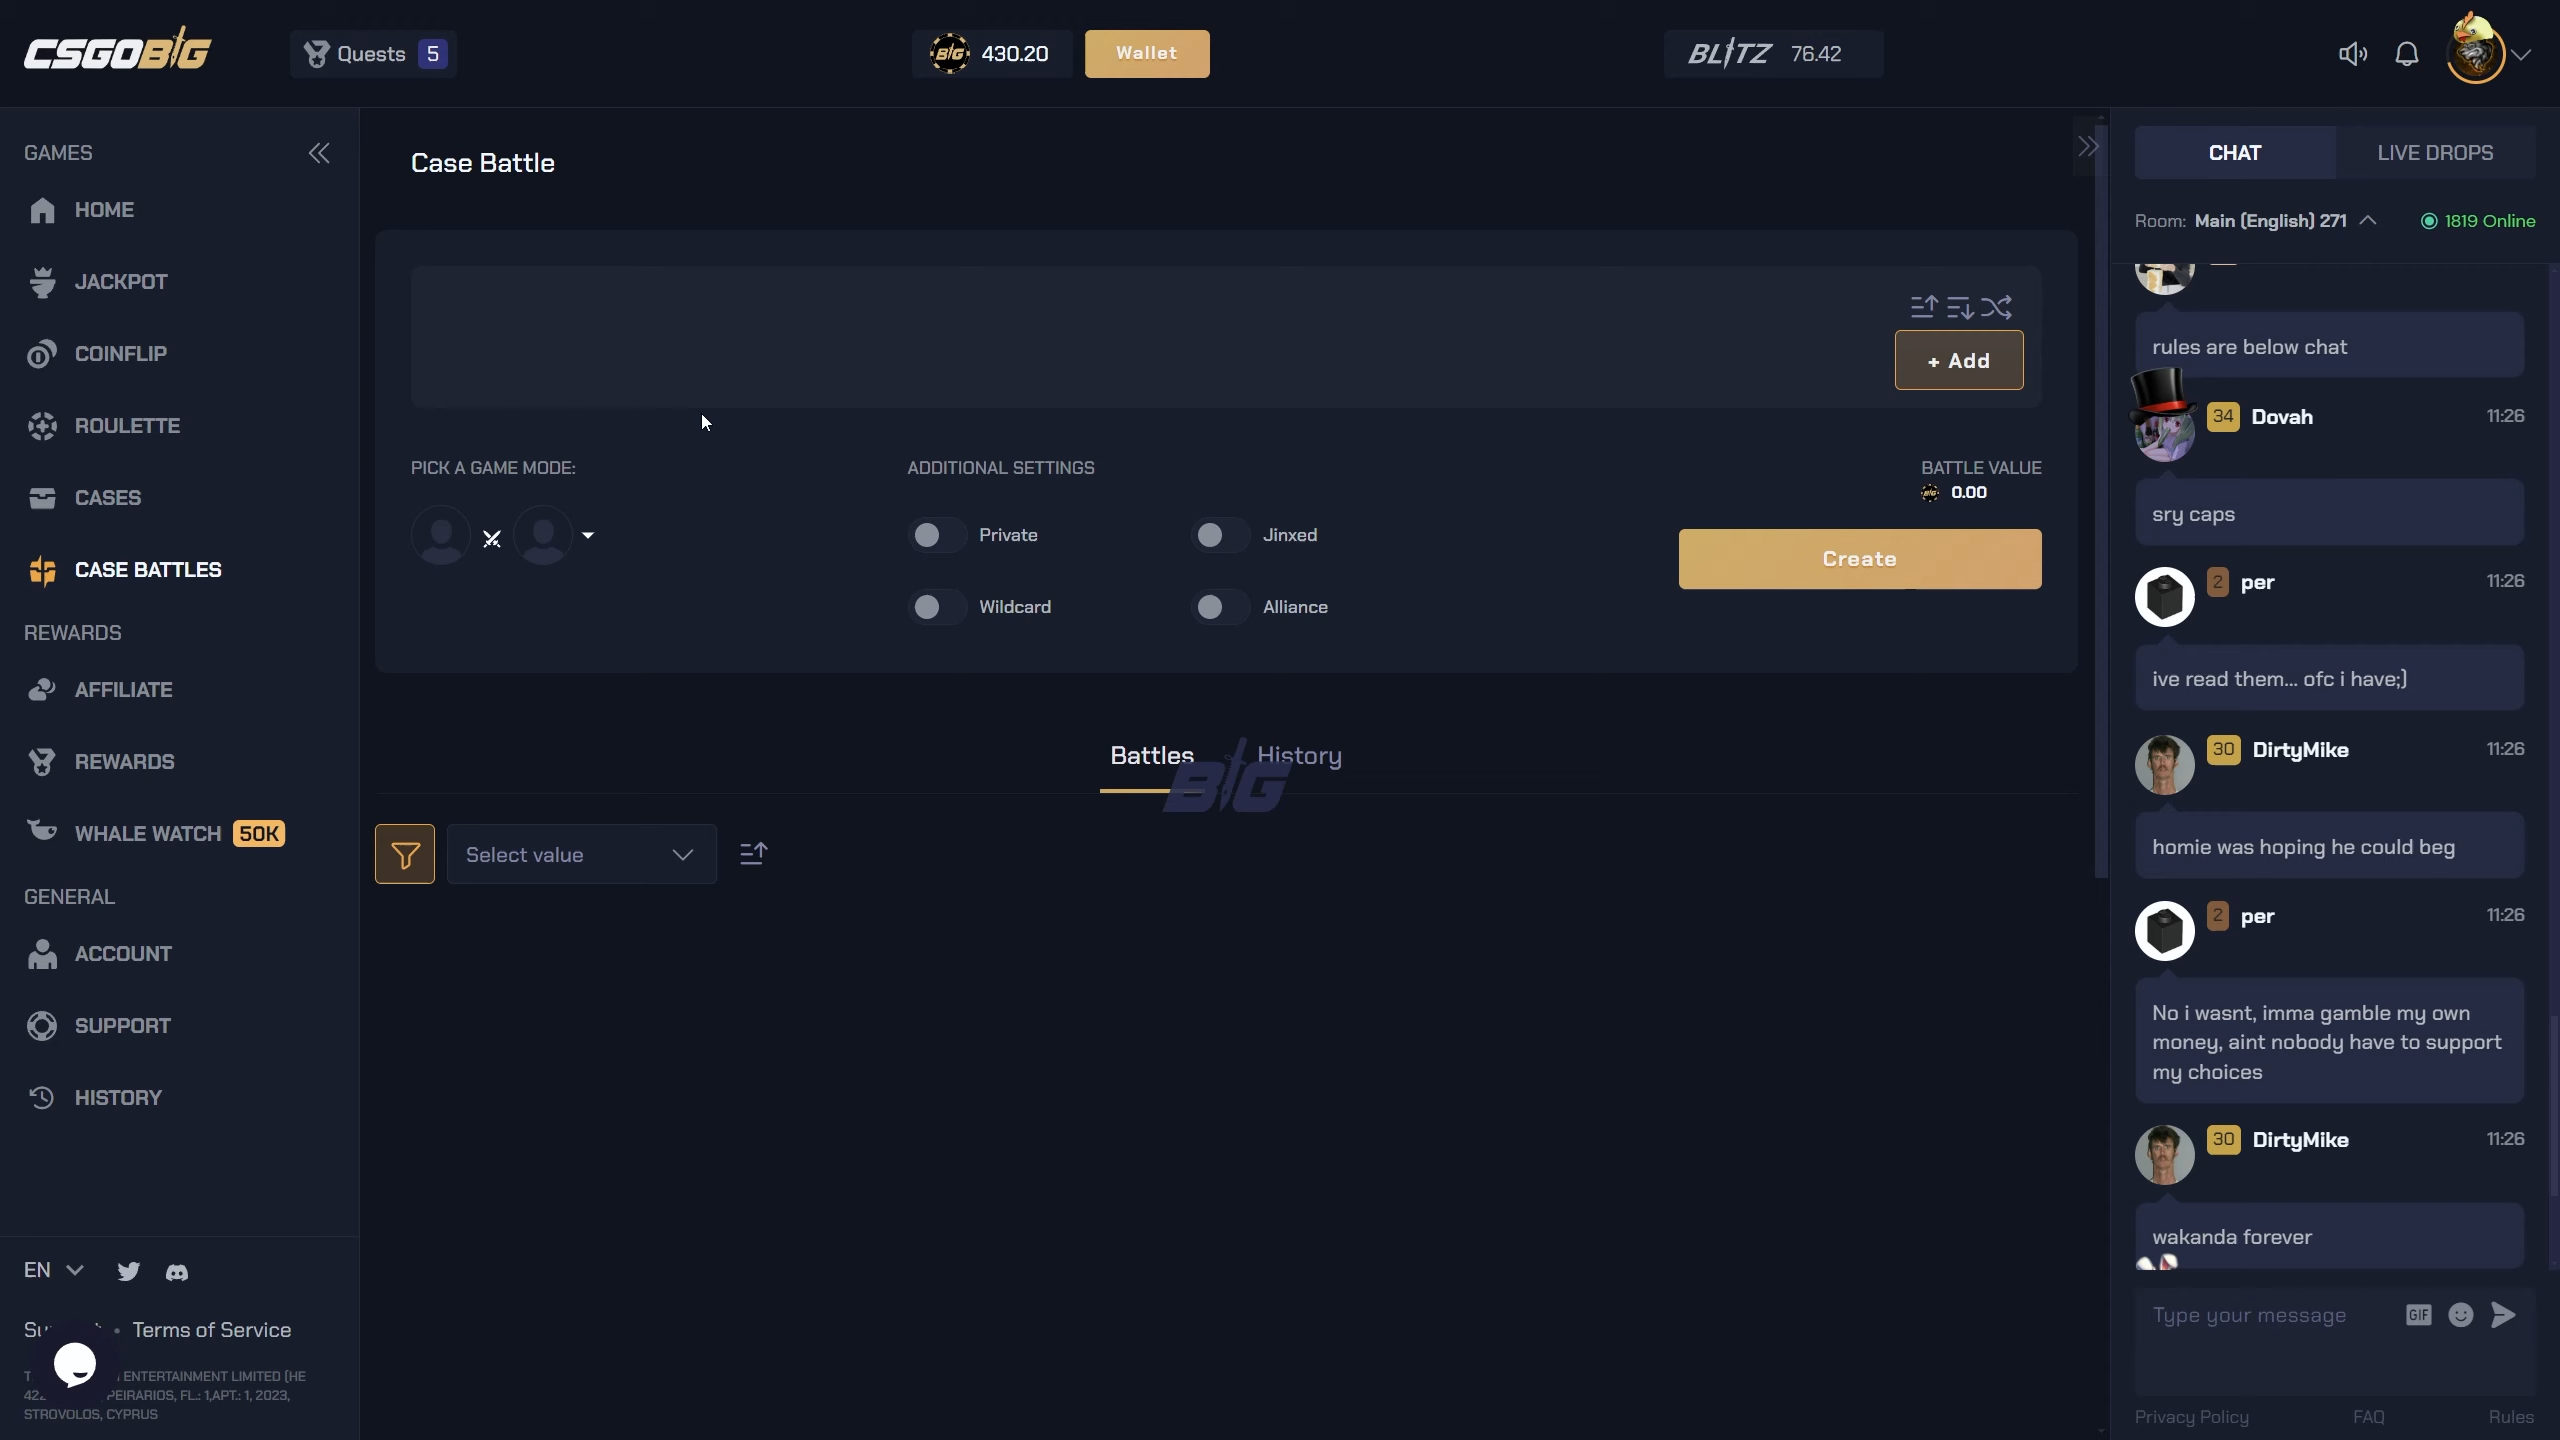 CSGOBIG
Quests 5
BIG 430.20
Wallet
BLITZ 76.42
GAMES
HOME
JACKPOT
COINFLIP
ROULETTE
CASES
CASE BATTLES
REWARDS
AFFILIATE
REWARDS
WHALE WATCH 50K
GENERAL
ACCOUNT
SUPPORT
HISTORY
EN
• Terms of Service
ENTERTAINMENT LIMITED (HE
PEIRARIOS, FL.: 1,APT.: 1, 2023,
STROVOLOS, CYPRUS
Case Battle
+ Add
PICK A GAME MODE:
ADDITIONAL SETTINGS
Private
Jinxed
Wildcard
Alliance
BATTLE VALUE
BIG 0.00
Create
Battles
History
BIG
Select value
CHAT
LIVE DROPS
Room: Main (English) 271
1819 Online
rules are below chat
34 Dovah 11:26
sry caps
2 per 11:26
ive read them... ofc i have;)
30 DirtyMike 11:26
homie was hoping he could beg
2 per 11:26
No i wasnt, imma gamble my own
money, aint nobody have to support
my choices
30 DirtyMike 11:26
wakanda forever
Type your message
GIF
Privacy Policy
FAQ
Rules